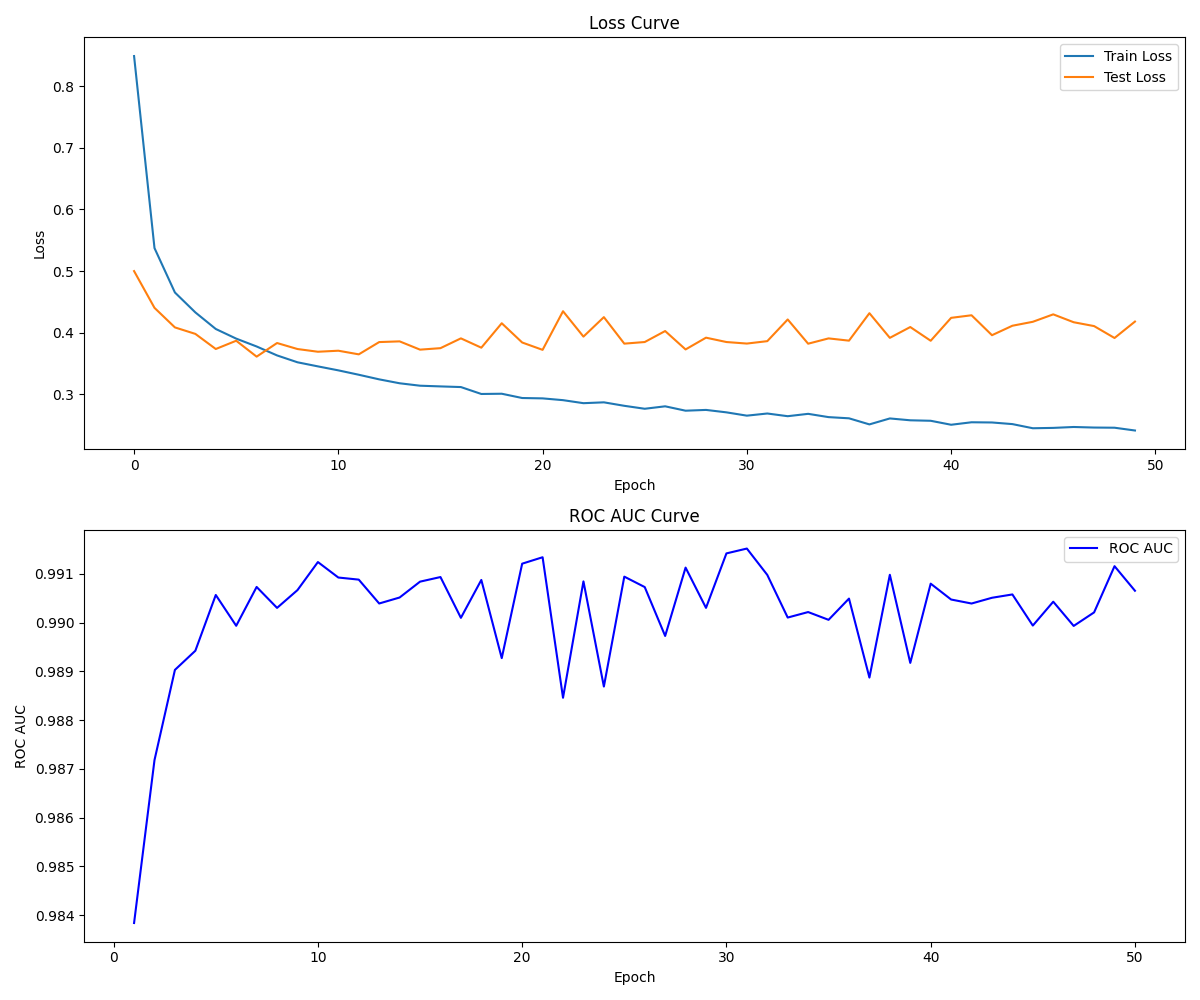 Loss Curve
Train Loss
Test Loss
0.8
0.7
0.6
0.5
0.4
0.3
Loss
0 10 20 30 40 50
Epoch
ROC AUC Curve
ROC AUC
0.991
0.990
0.989
0.988
0.987
0.986
0.985
0.984
ROC AUC
0 10 20 30 40 50
Epoch